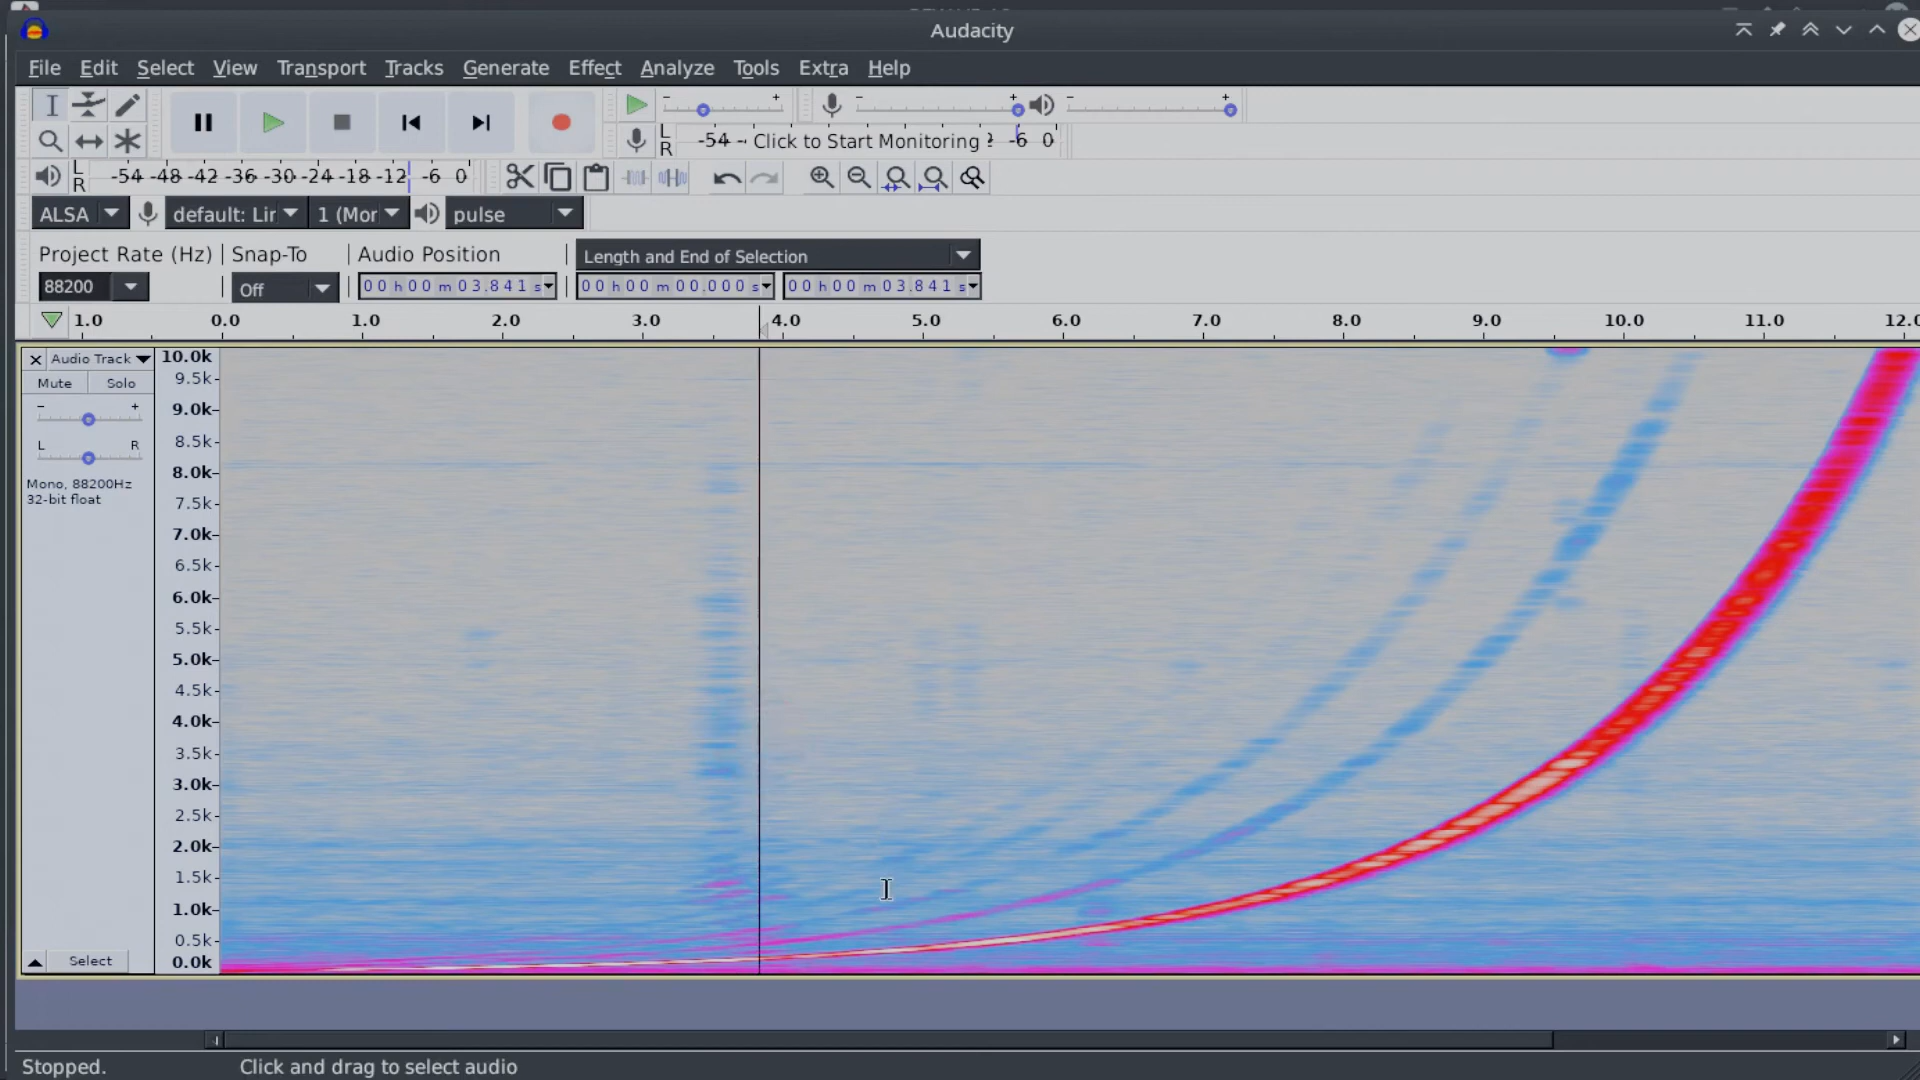 Audacity
File Edit Select View Transport Tracks Generate Effect Analyze Tools Extra Help
- +
- +
- +
L
R
-54 - Click to Start Monitoring -6 0
L
R
-54 -48 -42 -36 -30 -24 -18 -12 -6 0
ALSA default: Lir 1 (Mor pulse
Project Rate (Hz) Snap-To Audio Position Length and End of Selection
88200 Off 00 h 00 m 03.841 s 00 h 00 m 00.000 s 00 h 00 m 03.841 s
1.0 0.0 1.0 2.0 3.0 4.0 5.0 6.0 7.0 8.0 9.0 10.0 11.0 12.0
Audio Track
Mute Solo
- +
L R
Mono, 88200Hz
32-bit float
Select
10.0k
9.5k
9.0k
8.5k
8.0k
7.5k
7.0k
6.5k
6.0k
5.5k
5.0k
4.5k
4.0k
3.5k
3.0k
2.5k
2.0k
1.5k
1.0k
0.5k
0.0k
Stopped. Click and drag to select audio